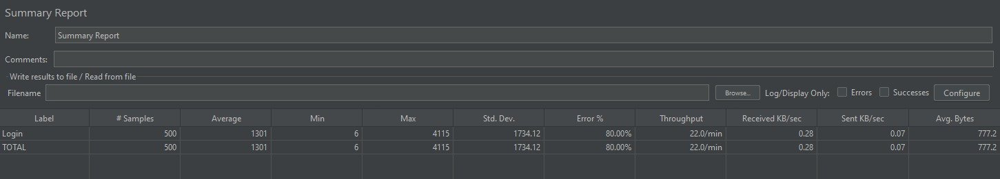 Summary Report
Name: Summary Report
Comments:
Write results to file / Read from file
Filename Browse... Log/Display Only: Errors Successes Configure
Label # Samples Average Min Max Std. Dev. Error % Throughput Received KB/sec Sent KB/sec Avg. Bytes
Login 500 1301 6 4115 1734.12 80.00% 22.0/min 0.28 0.07 777.2
TOTAL 500 1301 6 4115 1734.12 80.00% 22.0/min 0.28 0.07 777.2